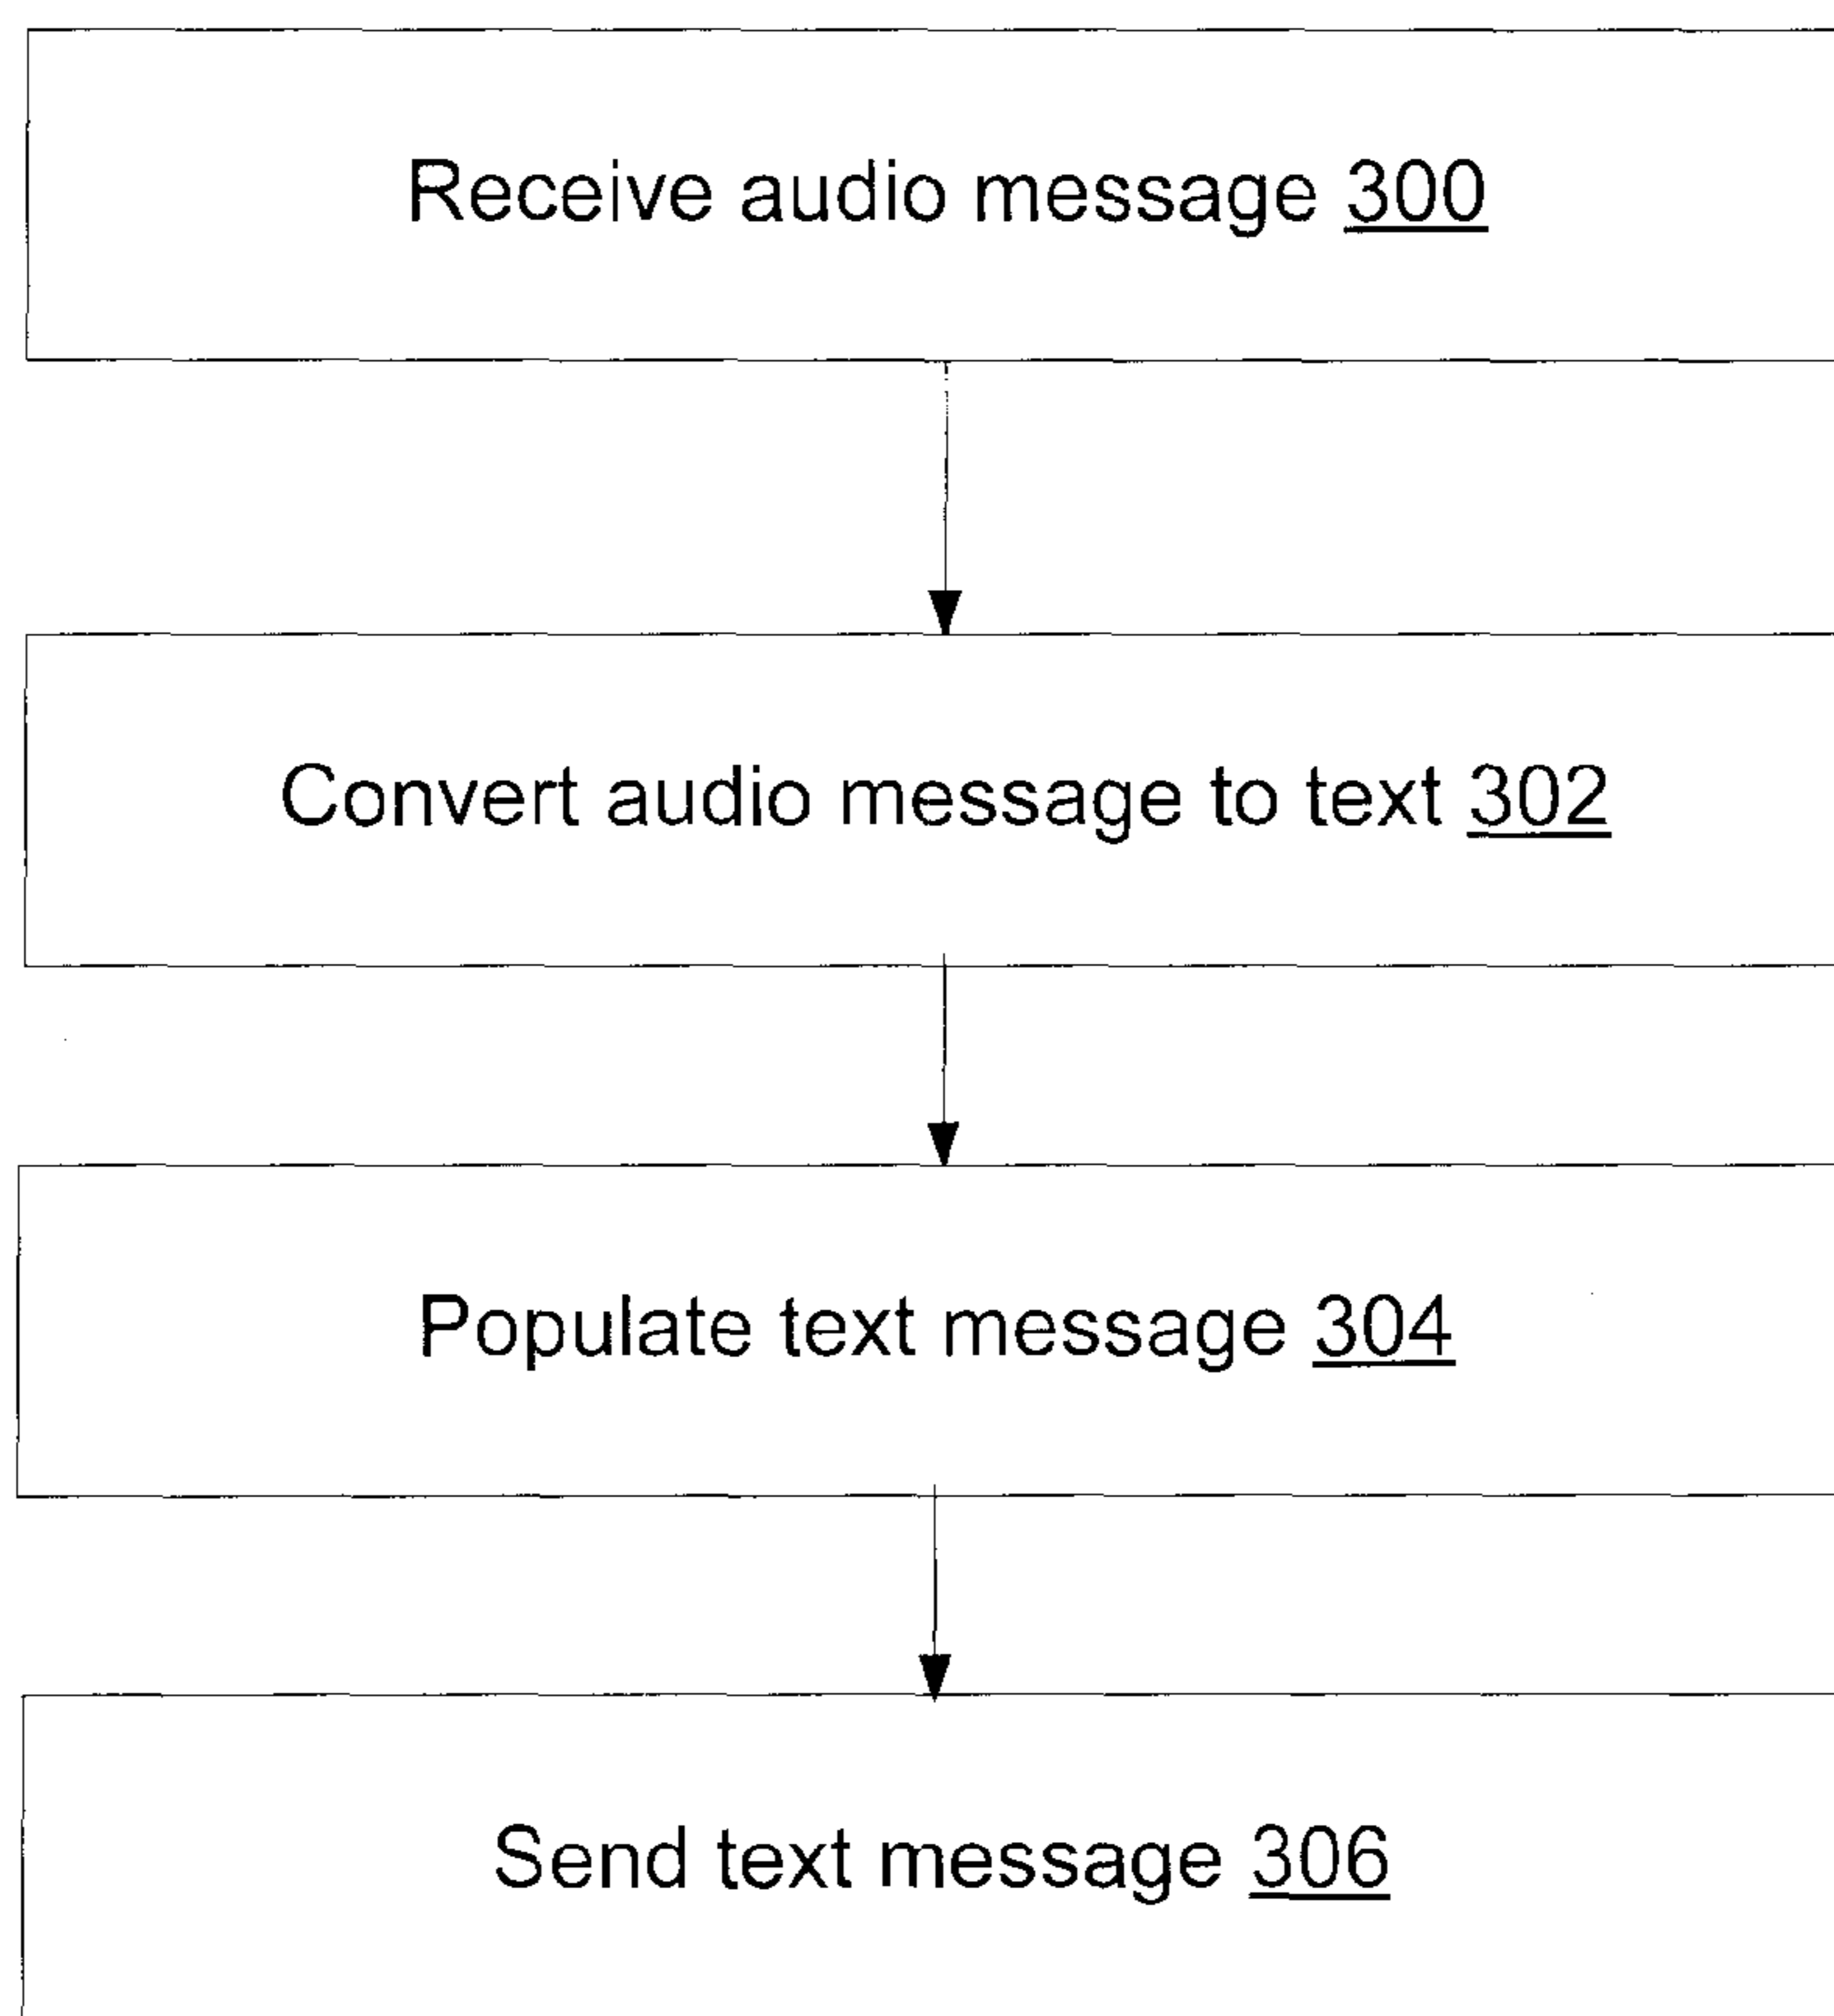 Receive audio message 300
Convert audio message to text 302
Populate text message 304
Send text message 306